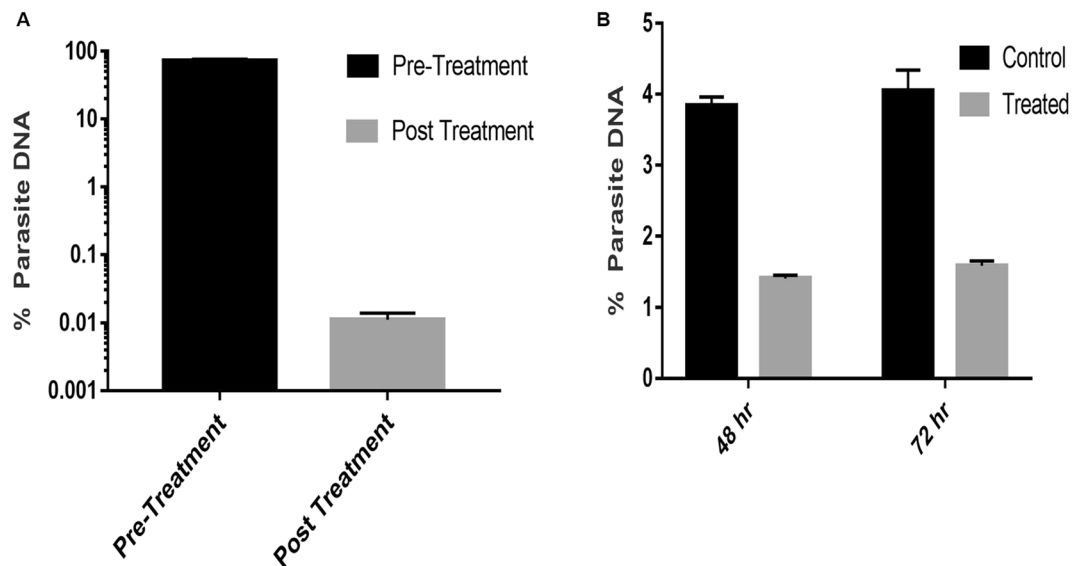 A
% Parasite DNA
100
10
1
0.1
0.01
0.001
Pre-Treatment
Post Treatment
Pre-Treatment
Post Treatment
B
% Parasite DNA
5
4
3
2
1
0
48 hr
72 hr
Control
Treated